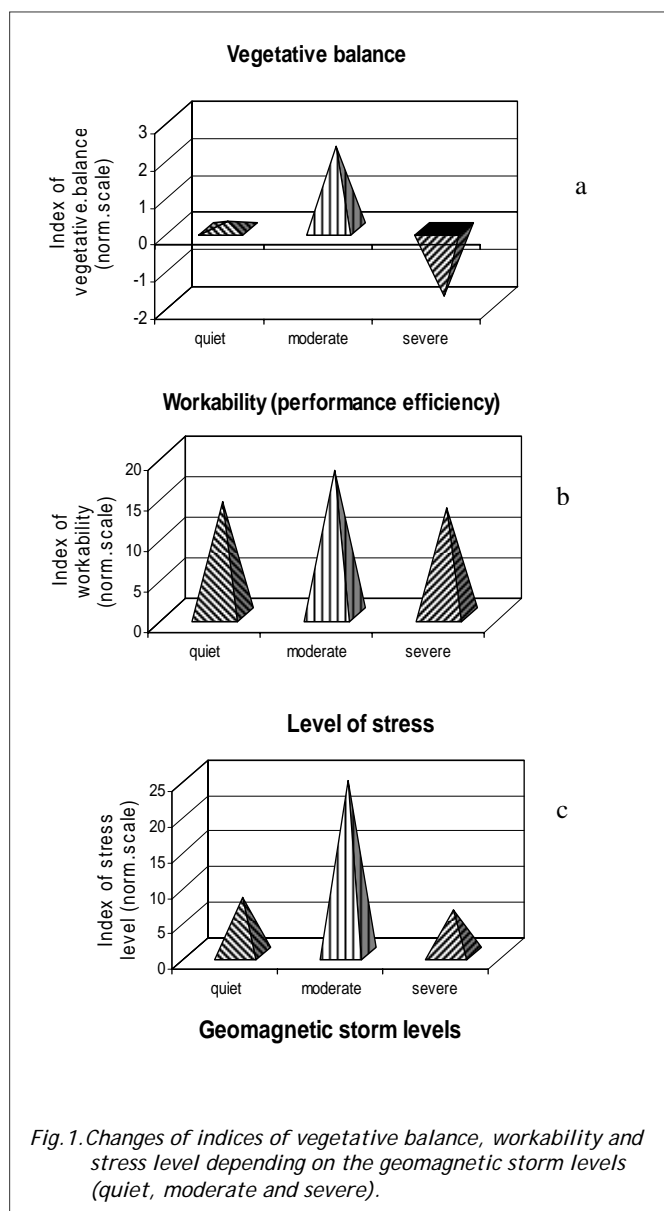 Vegetative balance
Index of
vegetative.balance
(norm.scale)
3
2
1
0
-1
-2
quiet moderate severe
a
Workability (performance efficiency)
Index of
workability
(norm.scale)
20
15
10
5
0
quiet moderate severe
b
Level of stress
Index of stress
level (norm.scale)
25
20
15
10
5
0
quiet moderate severe
c
Geomagnetic storm levels
Fig.1.Changes of indices of vegetative balance, workability and
stress level depending on the geomagnetic storm levels
(quiet, moderate and severe).